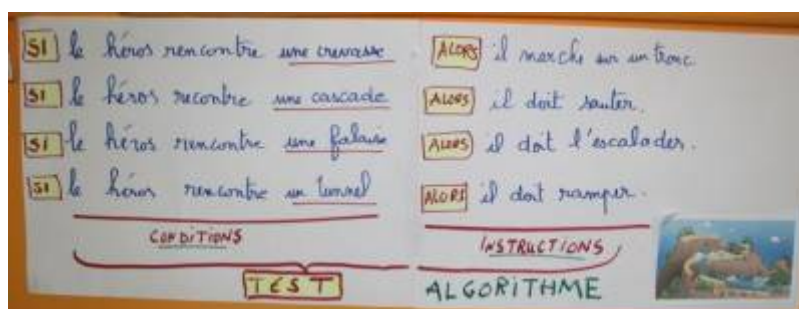 SI le héros rencontre une crevasse ALORS il marche sur un tronc.
SI le héros recontre une cascade ALORS il doit sauter.
SI le héros rencontre une falaise ALORS il doit l'escalader.
SI le héros rencontre un tunnel ALORS il doit ramper.
CONDITIONS INSTRUCTIONS
TEST ALGORITHME